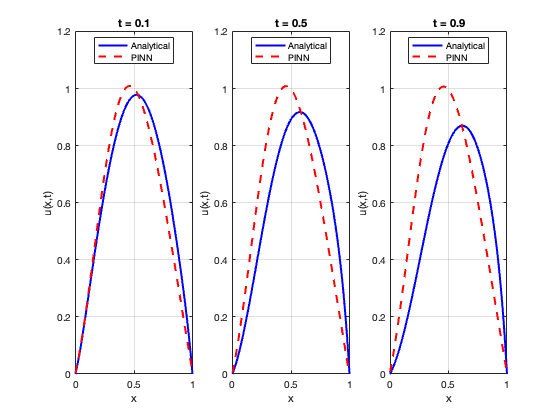 t = 0.1
1.2
1
0.8
0.6
0.4
0.2
0
u(x,t)
Analytical
PINN
0 0.5 1
x
t = 0.5
1.2
1
0.8
0.6
0.4
0.2
0
u(x,t)
Analytical
PINN
0 0.5 1
x
t = 0.9
1.2
1
0.8
0.6
0.4
0.2
0
u(x,t)
Analytical
PINN
0 0.5 1
x